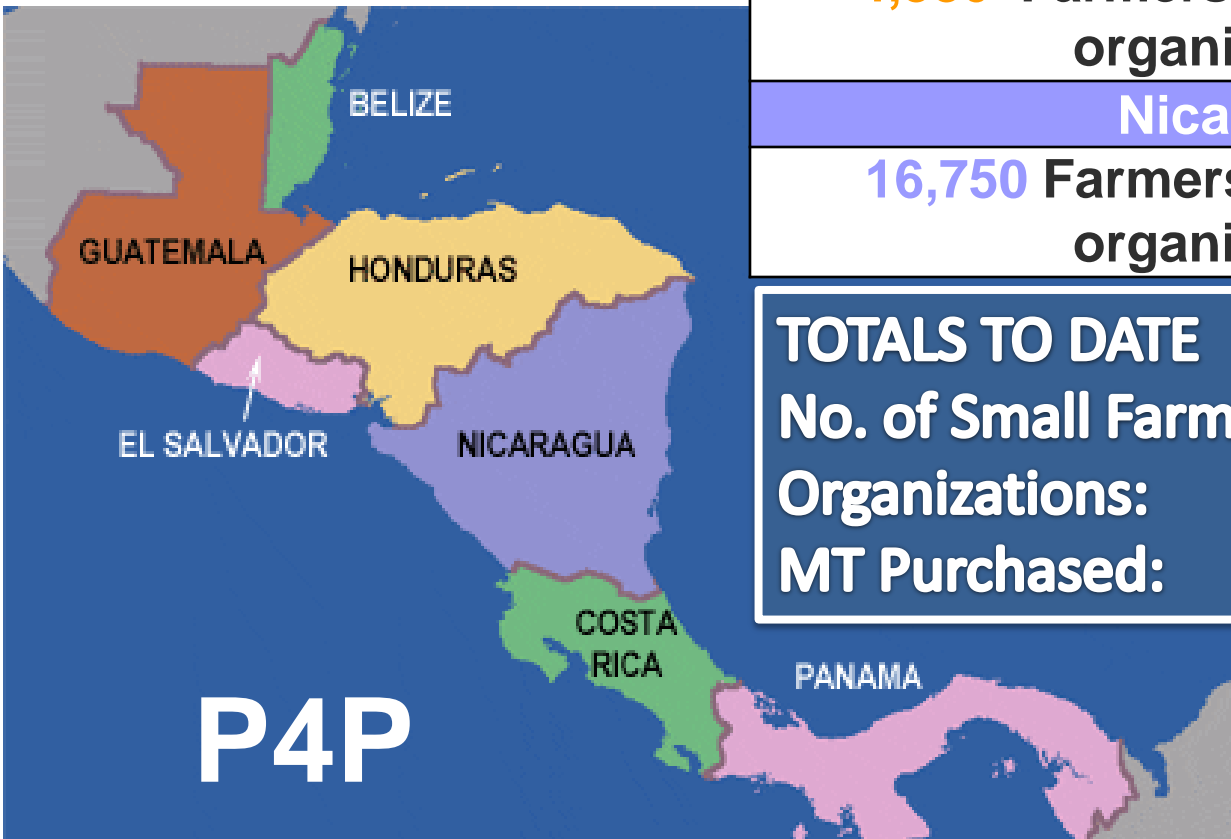 Farmers
organi
Nica
16,750 Farmers
organi
BELIZE
GUATEMALA
HONDURAS
EL SALVADOR
NICARAGUA
COSTA
RICA
PANAMA
TOTALS TO DATE
No. of Small Farm
Organizations:
MT Purchased:
P4P